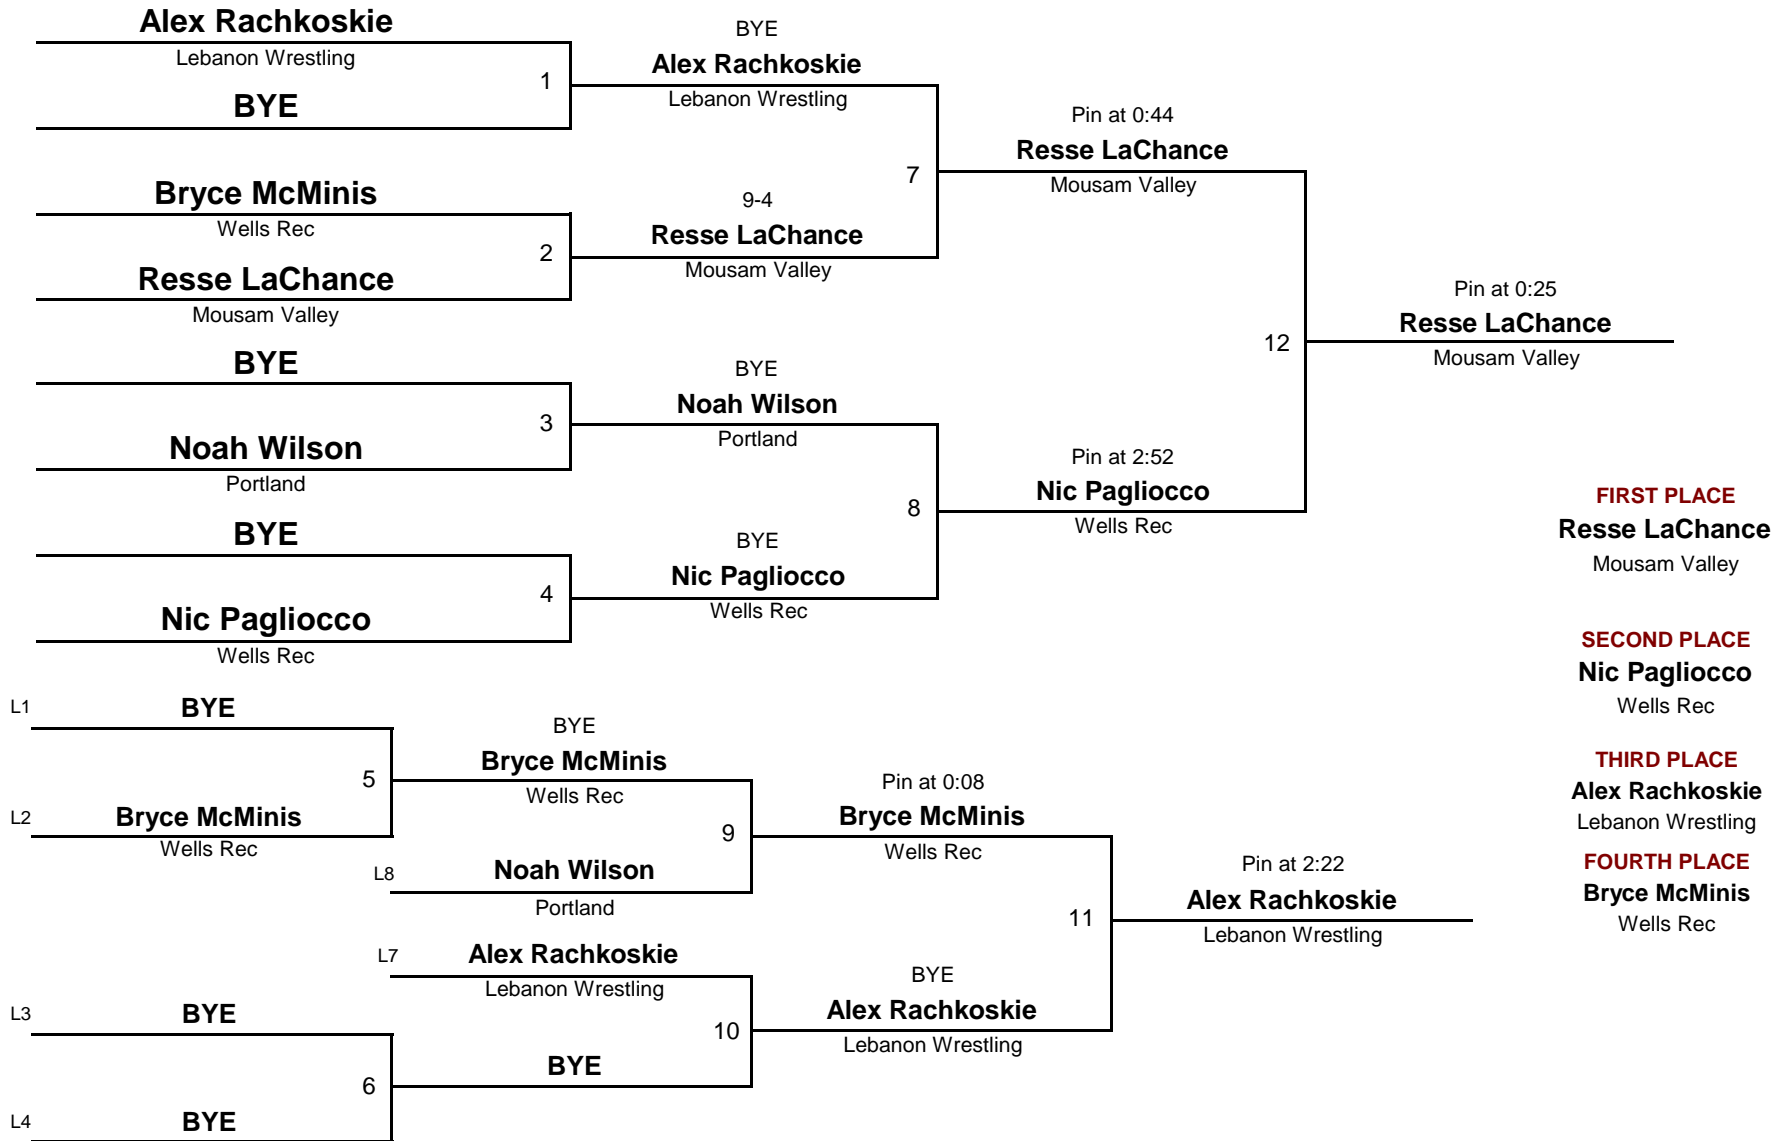 Alex Rachkoskie
Lebanon Wrestling
1
BYE
Bryce McMinis
Wells Rec
2
Resse LaChance
Mousam Valley
BYE
3
Noah Wilson
Portland
BYE
4
Nic Pagliocco
Wells Rec
BYE
Alex Rachkoskie
Lebanon Wrestling
7
9-4
Resse LaChance
Mousam Valley
BYE
Noah Wilson
Portland
8
BYE
Nic Pagliocco
Wells Rec
Pin at 0:44
Resse LaChance
Mousam Valley
12
Pin at 2:52
Nic Pagliocco
Wells Rec
Pin at 0:25
Resse LaChance
Mousam Valley
FIRST PLACE
Resse LaChance
Mousam Valley
SECOND PLACE
Nic Pagliocco
Wells Rec
THIRD PLACE
Alex Rachkoskie
Lebanon Wrestling
FOURTH PLACE
Bryce McMinis
Wells Rec
L1 BYE
5
L2 Bryce McMinis
Wells Rec
BYE
Bryce McMinis
Wells Rec
9
L8 Noah Wilson
Portland
L7 Alex Rachkoskie
Lebanon Wrestling
10
BYE
L3 BYE
6
L4 BYE
Pin at 0:08
Bryce McMinis
Wells Rec
11
BYE
Alex Rachkoskie
Lebanon Wrestling
Pin at 2:22
Alex Rachkoskie
Lebanon Wrestling